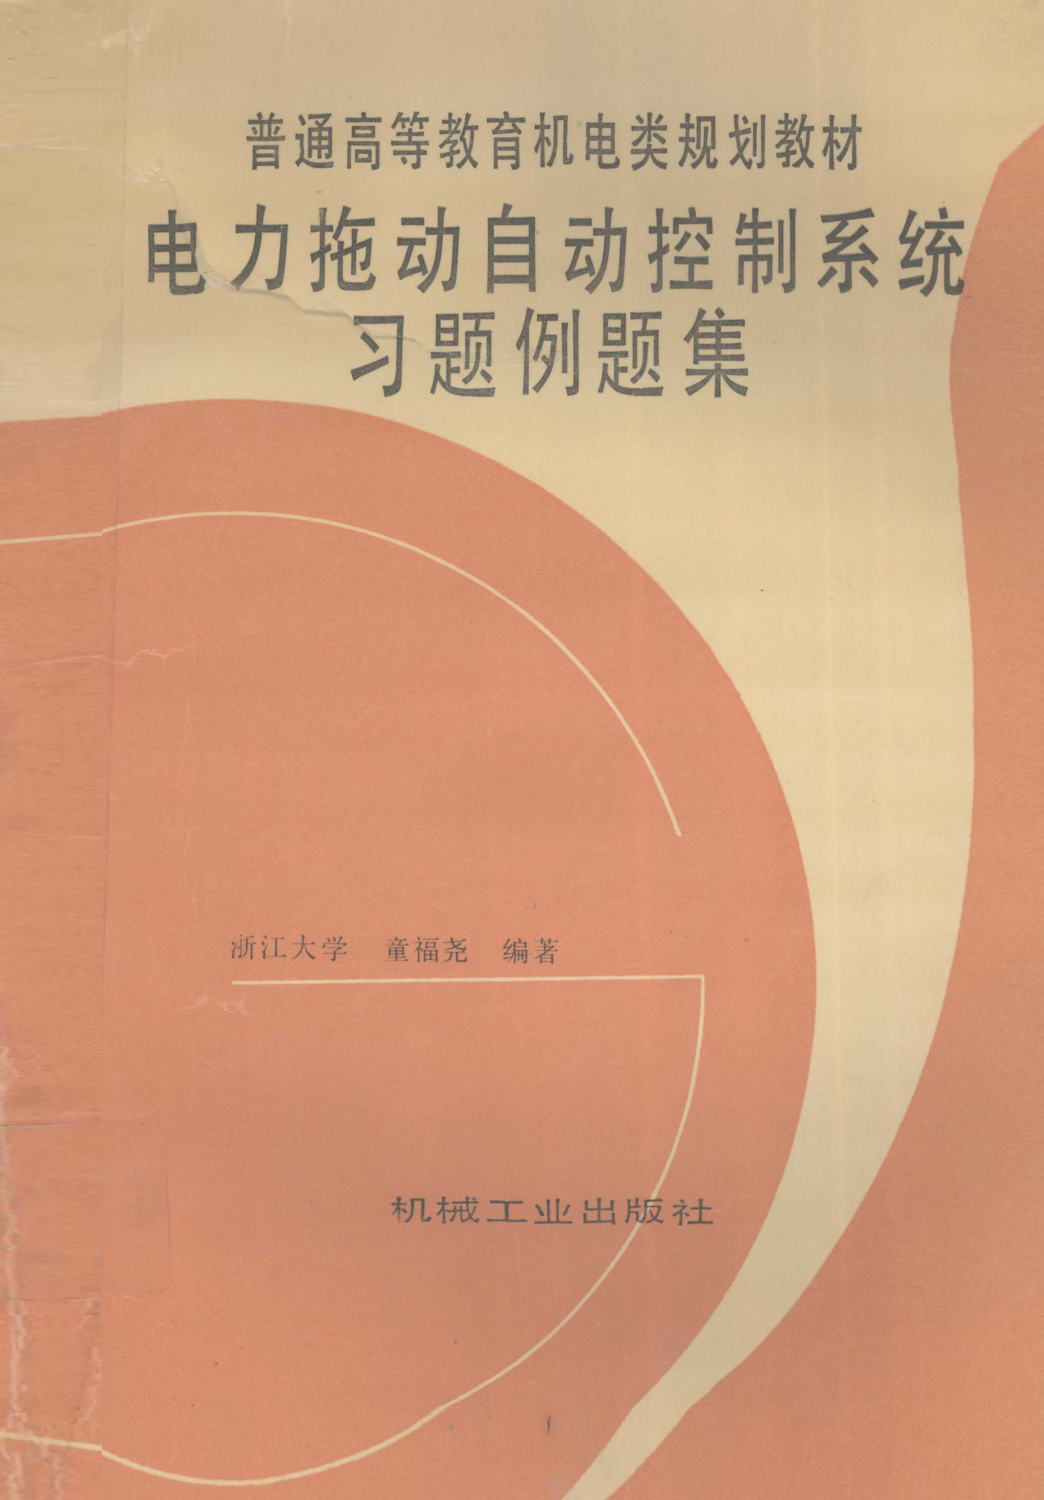 普通高等教育机电类规划教材
电力拖动自动控制系统
习题例题集
浙江大学 童福尧 编著
机械工业出版社